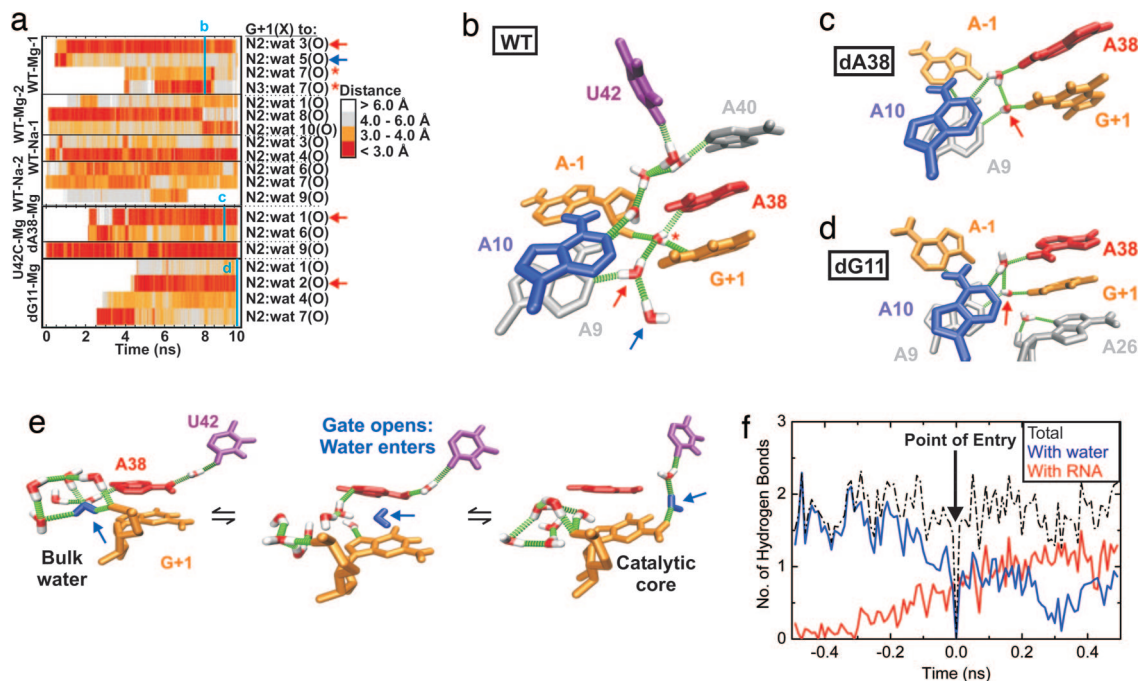 a
G+1(X) to:
b
WT-Mg-1
N2:wat 3(O)
N2:wat 5(O)
N2:wat 7(O) *
N3:wat 7(O) *
WT-Mg-2
N2:wat 1(O)
N2:wat 8(O)
N2:wat 10(O)
WT-Na-1
N2:wat 3(O)
N2:wat 4(O)
WT-Na-2
N2:wat 6(O)
N2:wat 7(O)
N2:wat 9(O)
c
dA38-Mg
N2:wat 1(O)
N2:wat 6(O)
U42C-Mg
N2:wat 9(O)
d
dG11-Mg
N2:wat 1(O)
N2:wat 2(O)
N2:wat 4(O)
N2:wat 7(O)
0 2 4 6 8 10
Time (ns)
Distance
> 6.0 Å
4.0 - 6.0 Å
3.0 - 4.0 Å
< 3.0 Å
b
WT
U42
A40
A-1
A38
*
A10
G+1
A9
c
dA38
A-1
A38
A10
G+1
A9
d
dG11
A-1
A38
A10
G+1
A9
A26
e
U42
A38
Bulk
water
G+1
Gate opens:
Water enters
Catalytic
core
f
Point of Entry
Total
With water
With RNA
No. of Hydrogen Bonds
3
2
1
0
-0.4 -0.2 0.0 0.2 0.4
Time (ns)